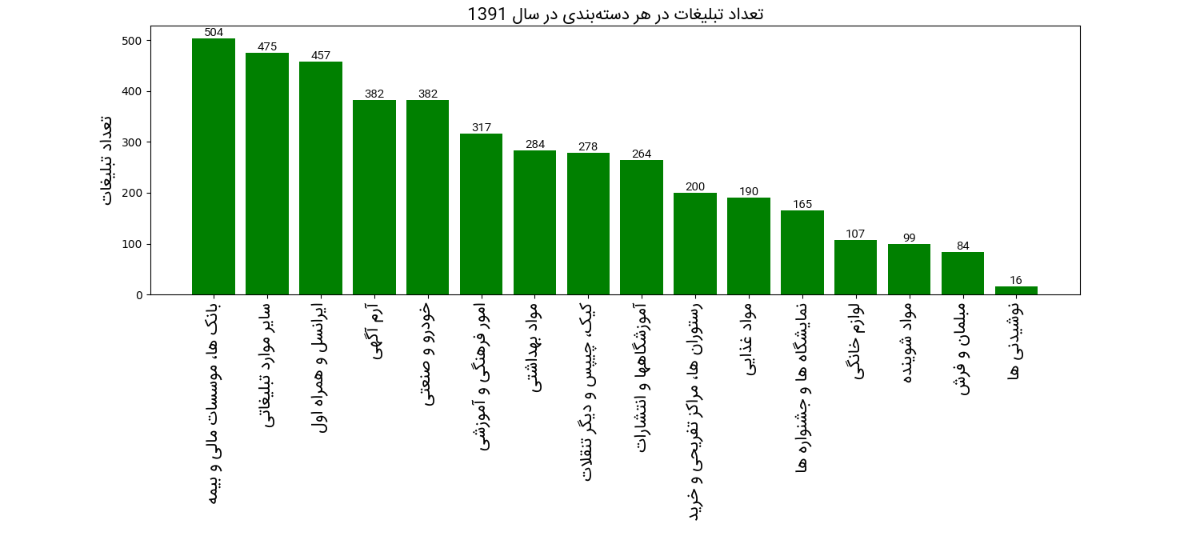 تعداد تبلیغات در هر دسته‌بندی در سال 1391
تعداد تبلیغات
500
400
300
200
100
0
504
475
457
382
382
317
284
278
264
200
190
165
107
99
84
16
بانک ها، موسسات مالی و بیمه
سایر موارد تبلیغاتی
ایرانسل و همراه اول
آرم آگهی
خودرو و صنعتی
امور فرهنگی و آموزشی
مواد بهداشتی
کیک، چیپس و دیگر تنقلات
آموزشگاهها و انتشارات
رستوران ها، مراکز تفریحی و خرید
مواد غذایی
نمایشگاه ها و جشنواره ها
لوازم خانگی
مواد شوینده
مبلمان و فرش
نوشیدنی ها